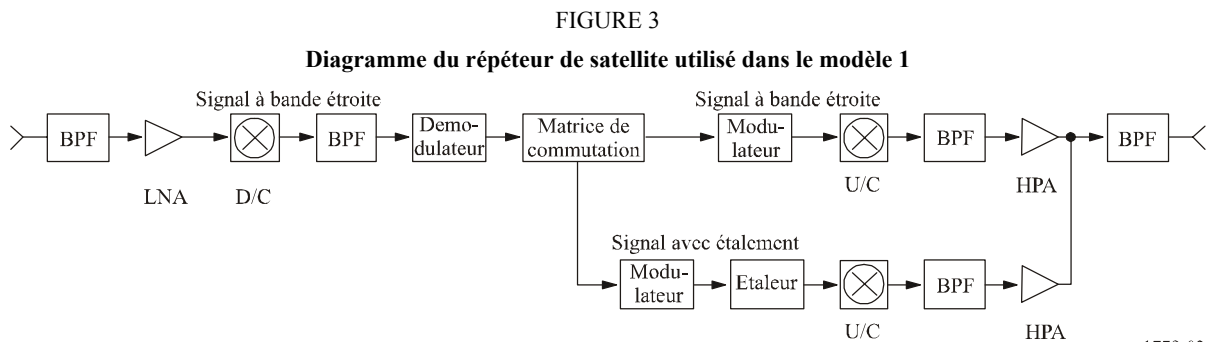 FIGURE 3
Diagramme du répéteur de satellite utilisé dans le modèle 1
Signal à bande étroite
Signal à bande étroite
BPF
BPF
Demo-
dulateur
Matrice de
commutation
Modu-
lateur
BPF
BPF
LNA
D/C
U/C
HPA
Signal avec étalement
Modu-
lateur
Etaleur
BPF
U/C
HPA